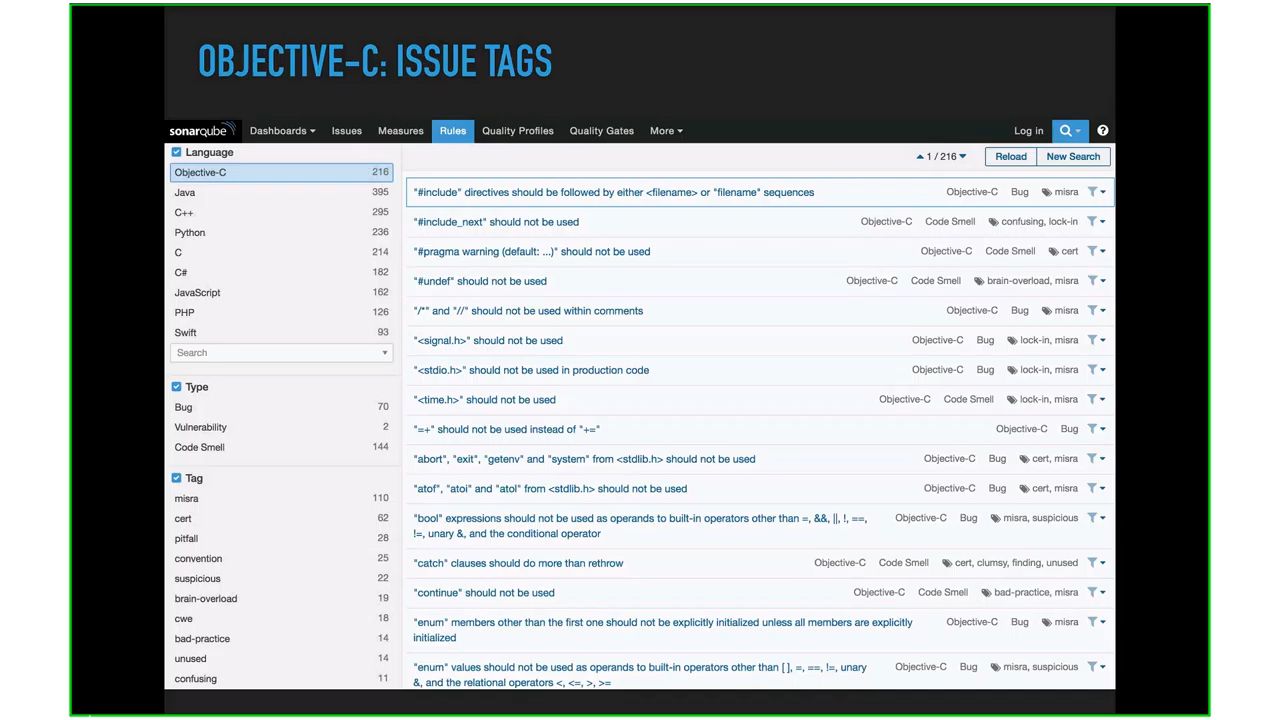 OBJECTIVE-C: ISSUE TAGS
sonarqube Dashboards Issues Measures Rules Quality Profiles Quality Gates More Log in ?
Language
Objective-C 216
Java 395
C++ 295
Python 236
C 214
C# 182
JavaScript 162
PHP 126
Swift 93
Search
Type
Bug 70
Vulnerability 2
Code Smell 144
Tag
misra 110
cert 62
pitfall 28
convention 25
suspicious 22
brain-overload 19
cwe 18
bad-practice 14
unused 14
confusing 11
1 / 216 Reload New Search
"#include" directives should be followed by either <filename> or "filename" sequences Objective-C Bug misra
"#include_next" should not be used Objective-C Code Smell confusing, lock-in
"#pragma warning (default: ...)" should not be used Objective-C Code Smell cert
"#undef" should not be used Objective-C Code Smell brain-overload, misra
"/*" and "//" should not be used within comments Objective-C Bug misra
"<signal.h>" should not be used Objective-C Bug lock-in, misra
"<stdio.h>" should not be used in production code Objective-C Bug lock-in, misra
"<time.h>" should not be used Objective-C Code Smell lock-in, misra
"=+" should not be used instead of "+=" Objective-C Bug
"abort", "exit", "getenv" and "system" from <stdlib.h> should not be used Objective-C Bug cert, misra
"atof", "atoi" and "atol" from <stdlib.h> should not be used Objective-C Bug cert, misra
"bool" expressions should not be used as operands to built-in operators other than =, &&, ||, !, ==, Objective-C Bug misra, suspicious
!=, unary &, and the conditional operator
"catch" clauses should do more than rethrow Objective-C Code Smell cert, clumsy, finding, unused
"continue" should not be used Objective-C Code Smell bad-practice, misra
"enum" members other than the first one should not be explicitly initialized unless all members are explicitly Objective-C Bug misra
initialized
"enum" values should not be used as operands to built-in operators other than [ ], =, ==, !=, unary Objective-C Bug misra, suspicious
&, and the relational operators <, <=, >, >=